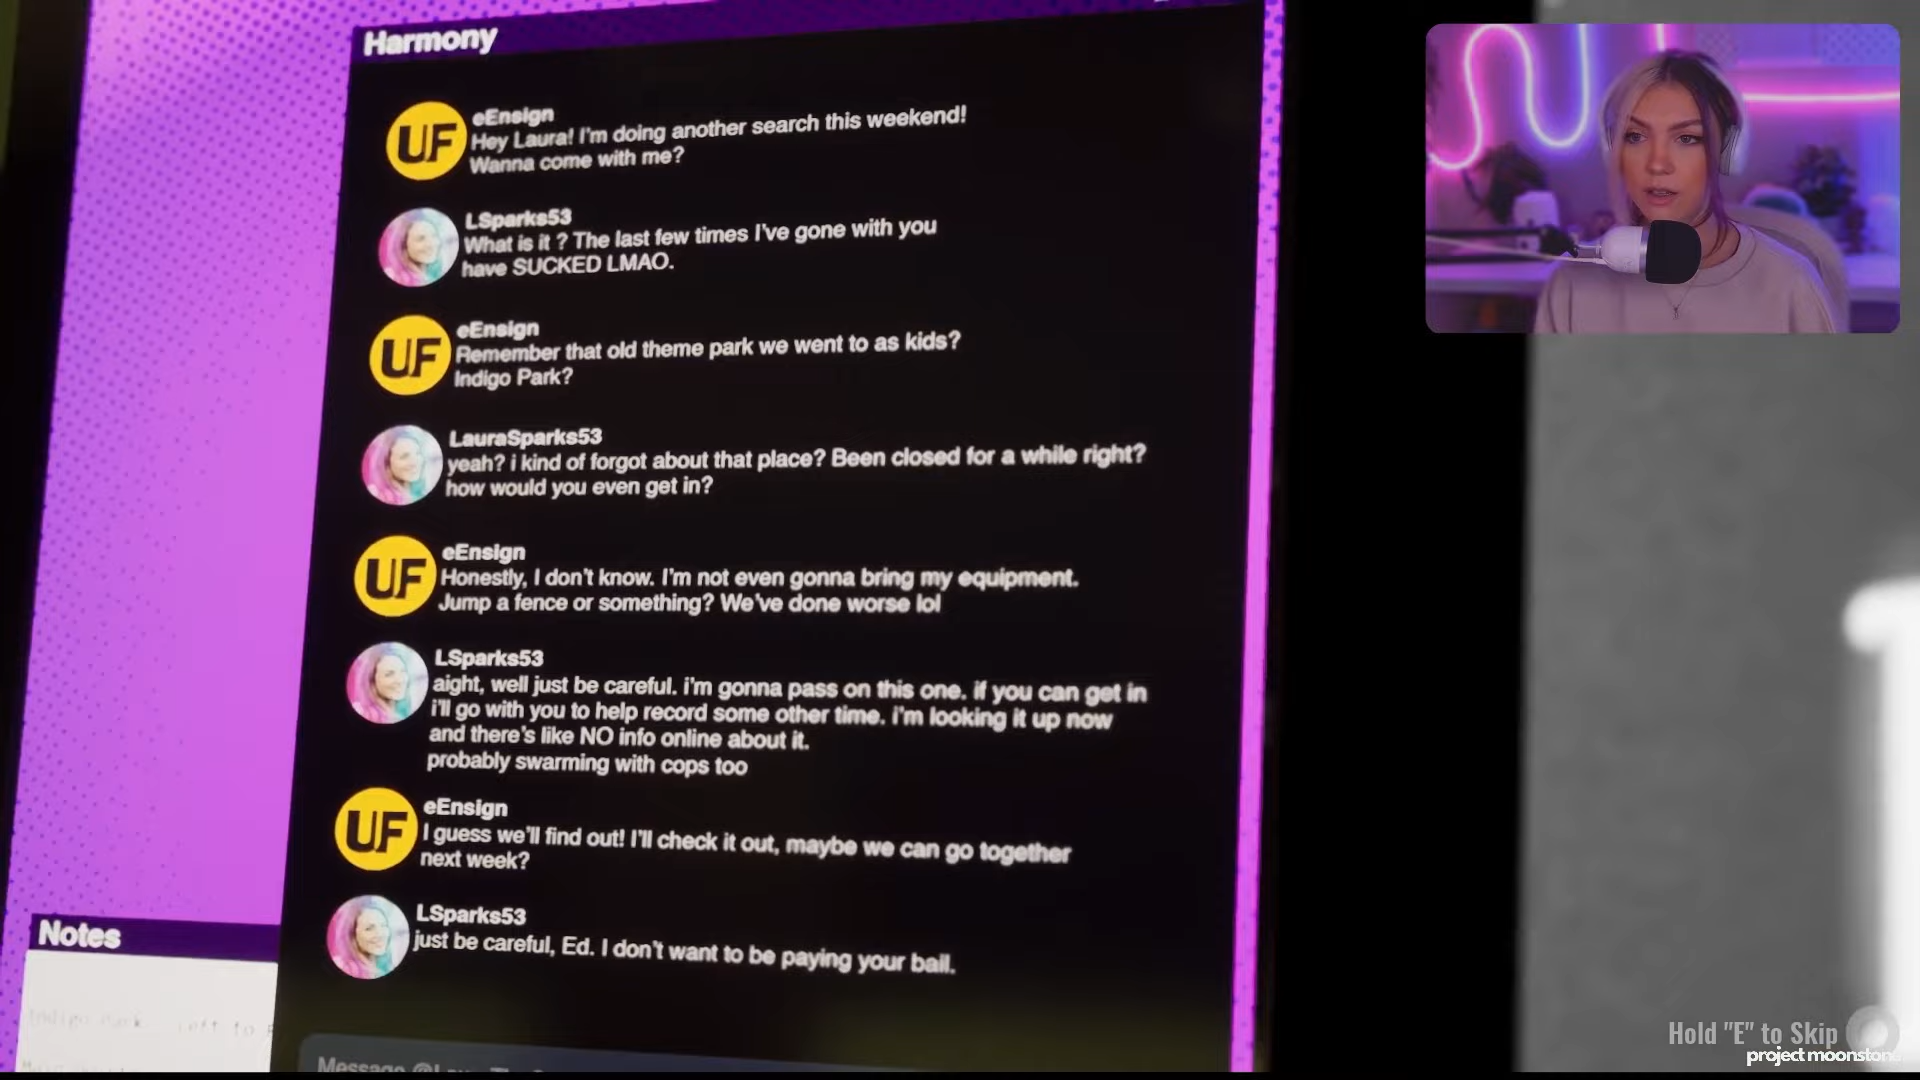 Harmony
UF
eEnsign
Hey Laura! I'm doing another search this weekend!
Wanna come with me?
LSparks53
What is it ? The last few times I've gone with you
have SUCKED LMAO.
UF
eEnsign
Remember that old theme park we went to as kids?
Indigo Park?
LauraSparks53
yeah? i kind of forgot about that place? Been closed for a while right?
how would you even get in?
UF
eEnsign
Honestly, I don't know. I'm not even gonna bring my equipment.
Jump a fence or something? We've done worse lol
LSparks53
aight, well just be careful. i'm gonna pass on this one. if you can get in
i'll go with you to help record some other time. i'm looking it up now
and there's like NO info online about it.
probably swarming with cops too
UF
eEnsign
I guess we'll find out! I'll check it out, maybe we can go together
next week?
LSparks53
just be careful, Ed. I don't want to be paying your bail.
Notes
Message
Hold "E" to Skip
project moonstone